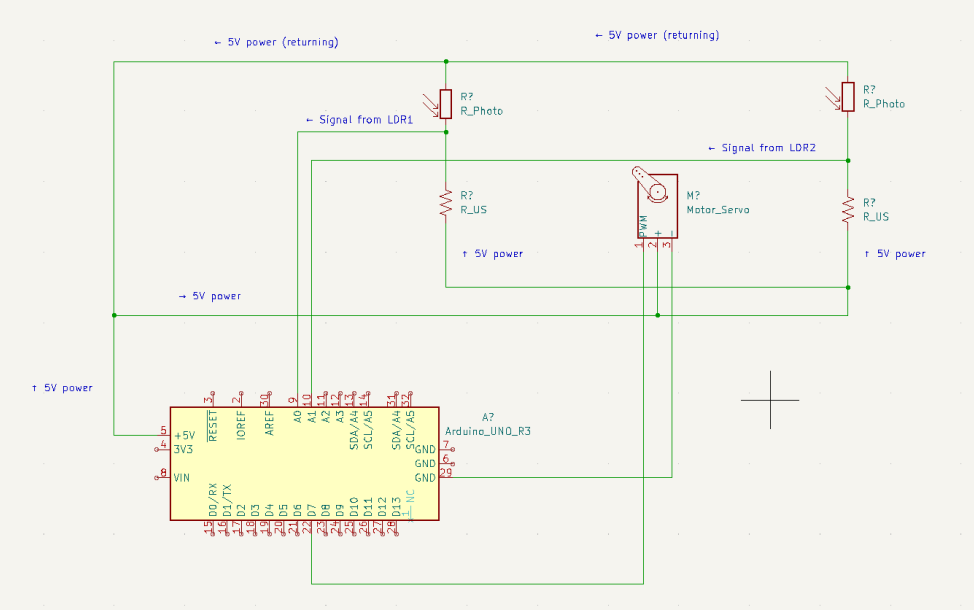 ← 5V power (returning)
← 5V power (returning)
R?
R_Photo
R?
R_Photo
← Signal from LDR1
← Signal from LDR2
R?
R_US
M?
Motor_Servo
R?
R_US
PWM
+
-
1
2
3
↑ 5V power
↑ 5V power
→ 5V power
↑ 5V power
3
2
30
9
10
11
12
13
14
31
32
RESET
IOREF
AREF
A0
A1
A2
A3
SDA/A4
SCL/A5
SDA/A4
SCL/A5
A?
Arduino_UNO_R3
5
+5V
4
3V3
8
VIN
GND
7
GND
6
GND
29
D0/RX
D1/TX
D2
D3
D4
D5
D6
D7
D8
D9
D10
D11
D12
D13
NC
1
15
16
17
18
19
20
21
22
23
24
25
26
27
28